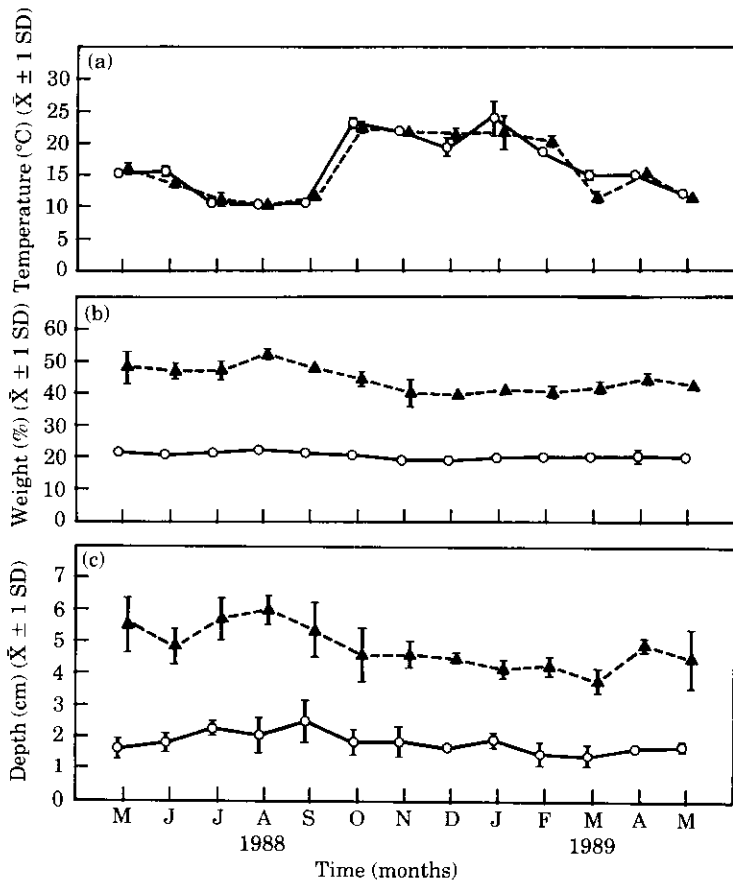 (a)
Temperature (°C) (X̄ ± 1 SD)
30
25
20
15
10
5
0
(b)
Weight (%) (X̄ ± 1 SD)
60
50
40
30
20
10
0
(c)
Depth (cm) (X̄ ± 1 SD)
7
6
5
4
3
2
1
0
M J J A S O N D J F M A M
1988 1989
Time (months)